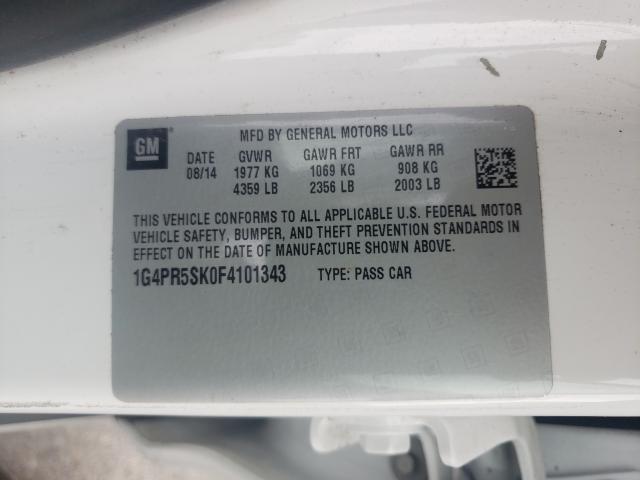 GM
MFD BY GENERAL MOTORS LLC
DATE GVWR GAWR FRT GAWR RR
08/14 1977 KG 1069 KG 908 KG
4359 LB 2356 LB 2003 LB
THIS VEHICLE CONFORMS TO ALL APPLICABLE U.S. FEDERAL MOTOR
VEHICLE SAFETY, BUMPER, AND THEFT PREVENTION STANDARDS IN
EFFECT ON THE DATE OF MANUFACTURE SHOWN ABOVE.
1G4PR5SK0F4101343 TYPE: PASS CAR